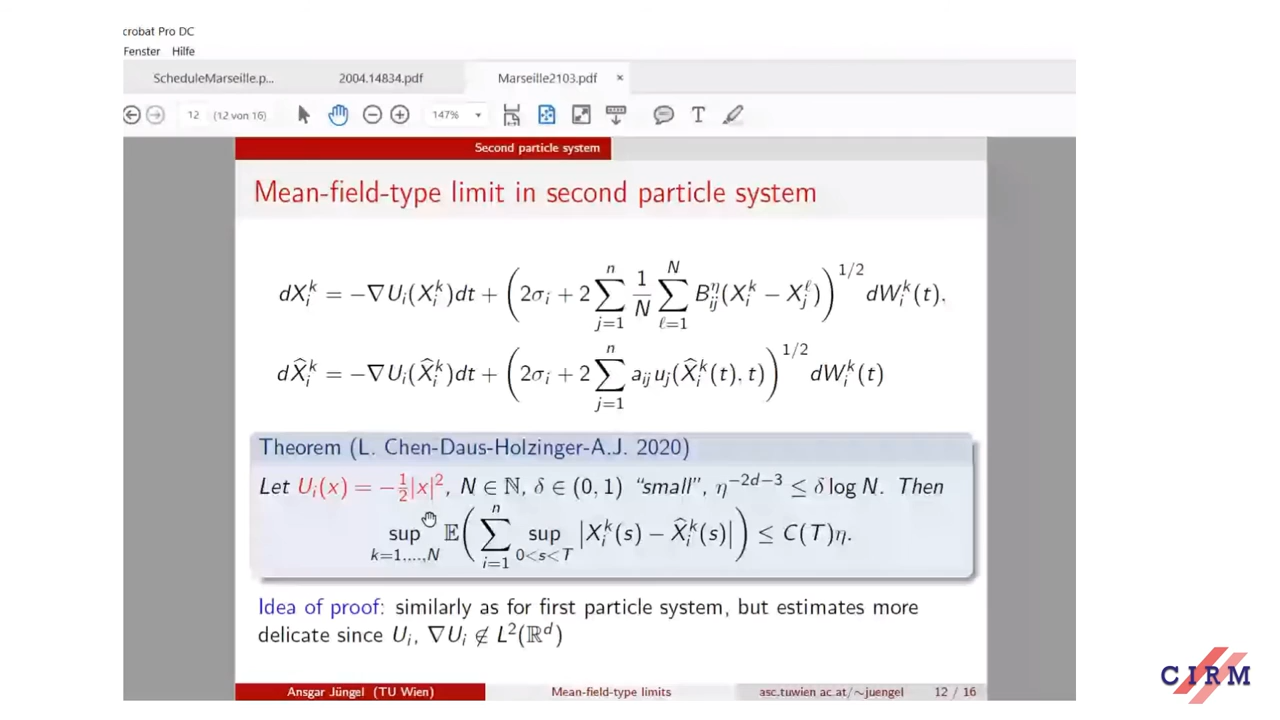 crobat Pro DC
Fenster Hilfe
ScheduleMarseille.p... 2004.14834.pdf Marseille2103.pdf ×
12 (12 von 16) 147% T
Second particle system
Mean-field-type limit in second particle system
dX_i^k = −∇U_i(X_i^k)dt + (2σ_i + 2 ∑_{j=1}^n 1/N ∑_{ℓ=1}^N B_{ij}^η(X_i^k − X_j^ℓ))^{1/2} dW_i^k(t),
dX̂_i^k = −∇U_i(X̂_i^k)dt + (2σ_i + 2 ∑_{j=1}^n a_{ij}u_j(X̂_i^k(t), t))^{1/2} dW_i^k(t)
Theorem (L. Chen-Daus-Holzinger-A.J. 2020)
Let U_i(x) = −½|x|², N ∈ ℕ, δ ∈ (0, 1) “small”, η^{−2d−3} ≤ δ log N. Then
sup_{k=1,...,N} 𝔼(∑_{i=1}^n sup_{0<s<T} |X_i^k(s) − X̂_i^k(s)|) ≤ C(T)η.
Idea of proof: similarly as for first particle system, but estimates more
delicate since U_i, ∇U_i ∉ L²(ℝ^d)
Ansgar Jüngel (TU Wien) Mean-field-type limits asc.tuwien ac.at/∼juengel 12 / 16
CIRM